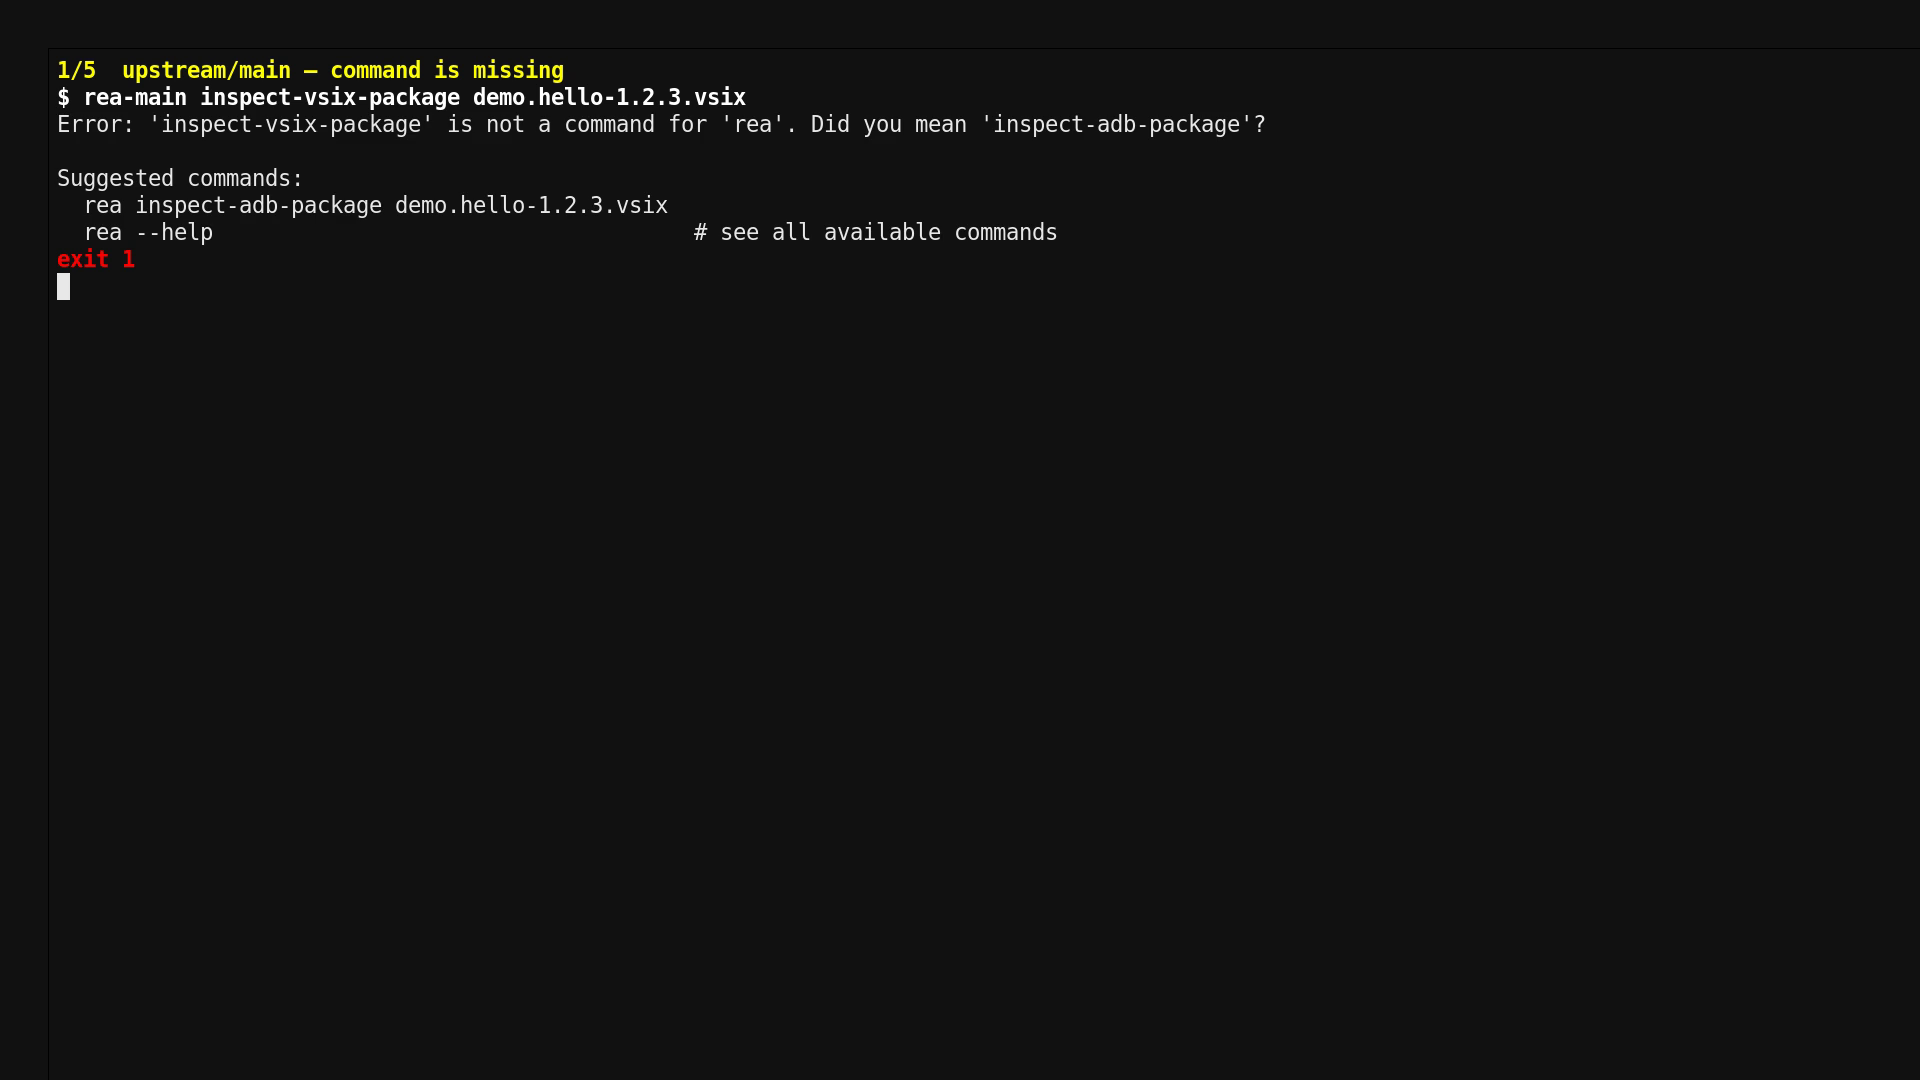 1/5  upstream/main — command is missing
$ rea-main inspect-vsix-package demo.hello-1.2.3.vsix
Error: 'inspect-vsix-package' is not a command for 'rea'. Did you mean 'inspect-adb-package'?
Suggested commands:
  rea inspect-adb-package demo.hello-1.2.3.vsix
  rea --help                                     # see all available commands
exit 1